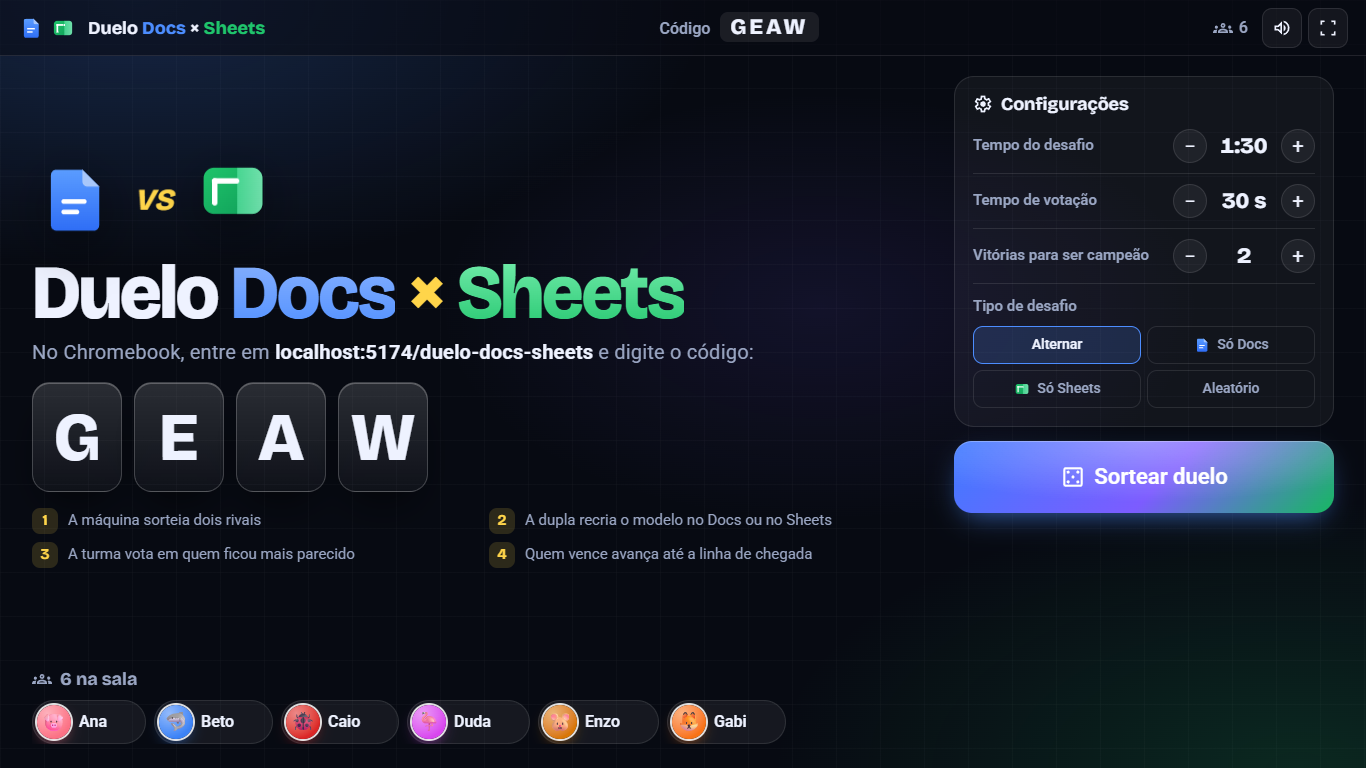 Duelo Docs × Sheets
Código GEAW
6
VS
Duelo Docs × Sheets
No Chromebook, entre em localhost:5174/duelo-docs-sheets e digite o código:
G E A W
1 A máquina sorteia dois rivais
2 A dupla recria o modelo no Docs ou no Sheets
3 A turma vota em quem ficou mais parecido
4 Quem vence avança até a linha de chegada
6 na sala
Ana Beto Caio Duda Enzo Gabi
Configurações
Tempo do desafio − 1:30 +
Tempo de votação − 30 s +
Vitórias para ser campeão − 2 +
Tipo de desafio
Alternar Só Docs
Só Sheets Aleatório
Sortear duelo